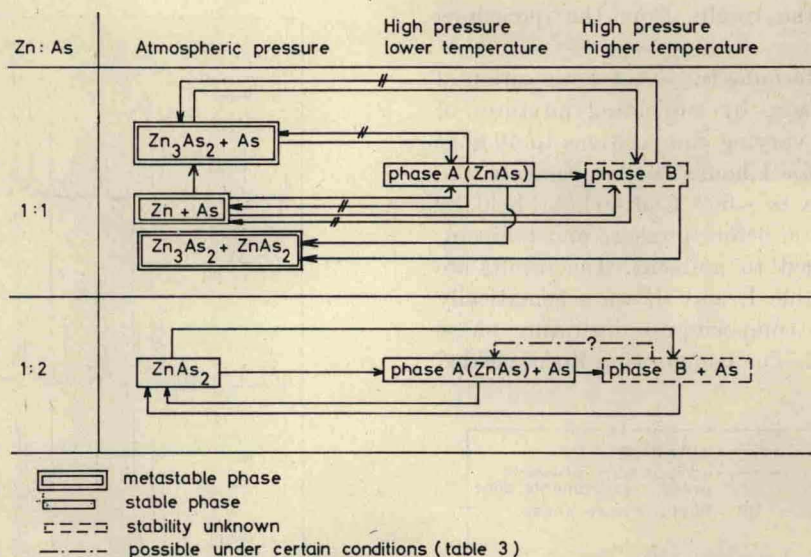 Zn: As
Atmospheric pressure
High pressure
lower temperature
High pressure
higher temperature
1:1
Zn₃As₂ + As
phase A(ZnAs)
phase B
Zn + As
Zn₃As₂ + ZnAs₂
1:2
?
ZnAs₂
phase A(ZnAs)+ As
phase B + As
metastable phase
stable phase
stability unknown
possible under certain conditions (table 3)